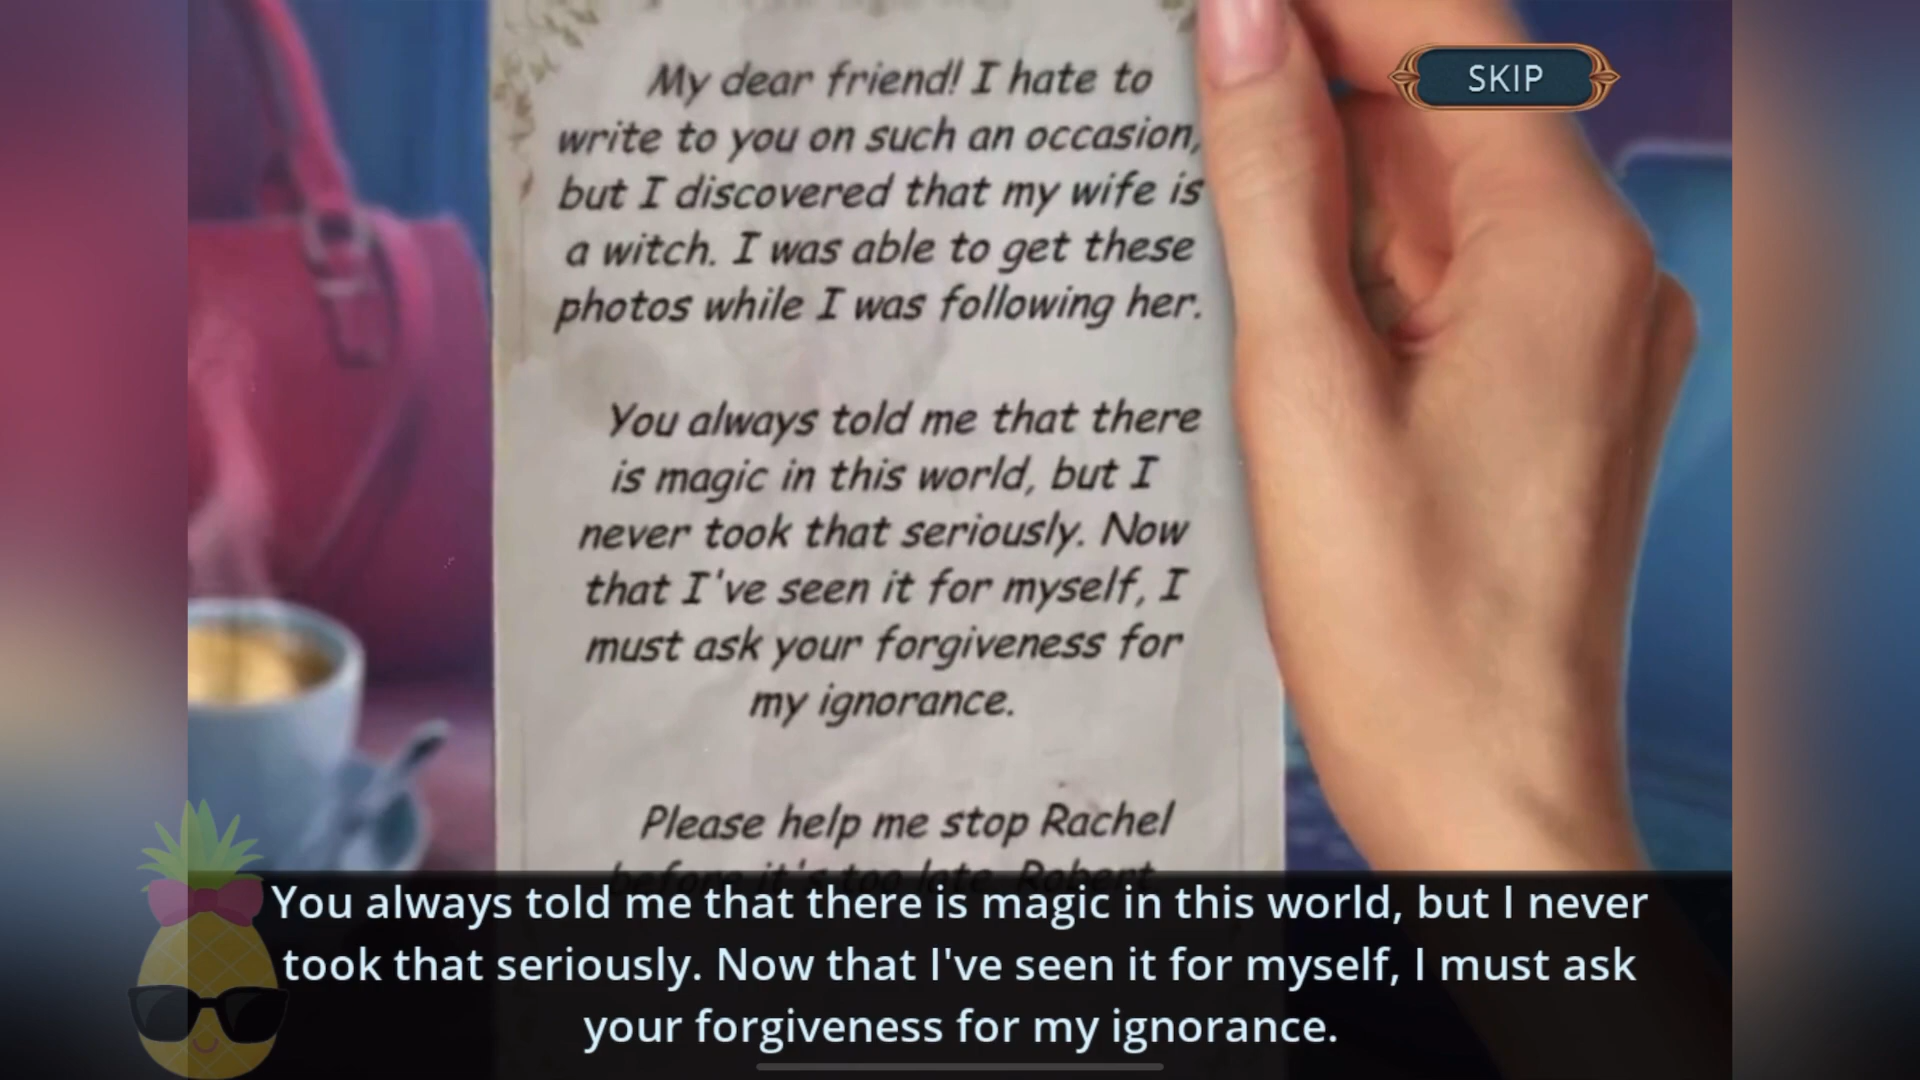 My dear friend! I hate to
write to you on such an occasion,
but I discovered that my wife is
a witch. I was able to get these
photos while I was following her.
You always told me that there
is magic in this world, but I
never took that seriously. Now
that I've seen it for myself, I
must ask your forgiveness for
my ignorance.
Please help me stop Rachel
before it's too late. Robert
SKIP
You always told me that there is magic in this world, but I never
took that seriously. Now that I've seen it for myself, I must ask
your forgiveness for my ignorance.